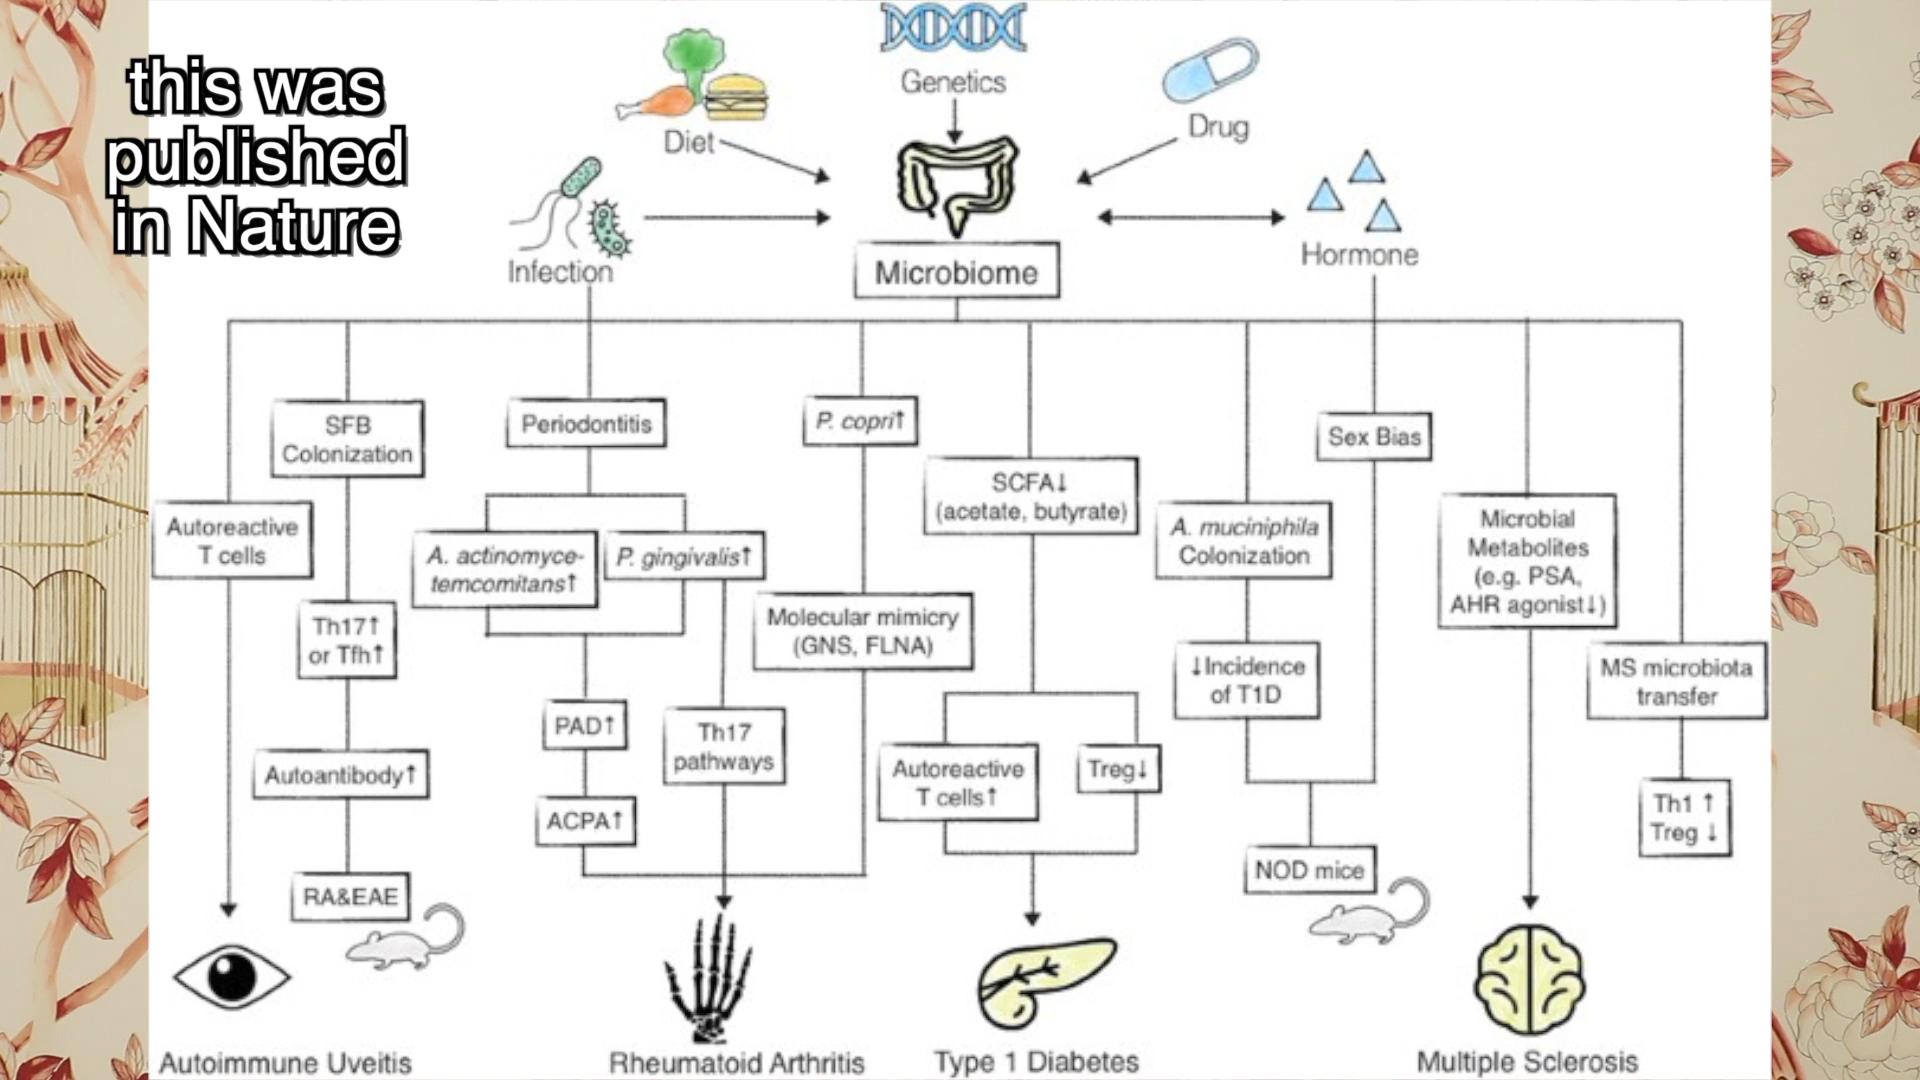 this was
published
in Nature
Diet
Genetics
Drug
Infection
Microbiome
Hormone
Autoreactive
T cells
SFB
Colonization
Th17↑
or Tfh↑
Autoantibody↑
RA&EAE
Periodontitis
A. actinomyce-
temcomitans↑
P. gingivalis↑
PAD↑
ACPA↑
Th17
pathways
P. copri↑
Molecular mimicry
(GNS, FLNA)
SCFA↓
(acetate, butyrate)
Autoreactive
T cells↑
Treg↓
A. muciniphila
Colonization
↓Incidence
of T1D
Sex Bias
NOD mice
Microbial
Metabolites
(e.g. PSA,
AHR agonist↓)
MS microbiota
transfer
Th1 ↑
Treg ↓
Autoimmune Uveitis
Rheumatoid Arthritis
Type 1 Diabetes
Multiple Sclerosis